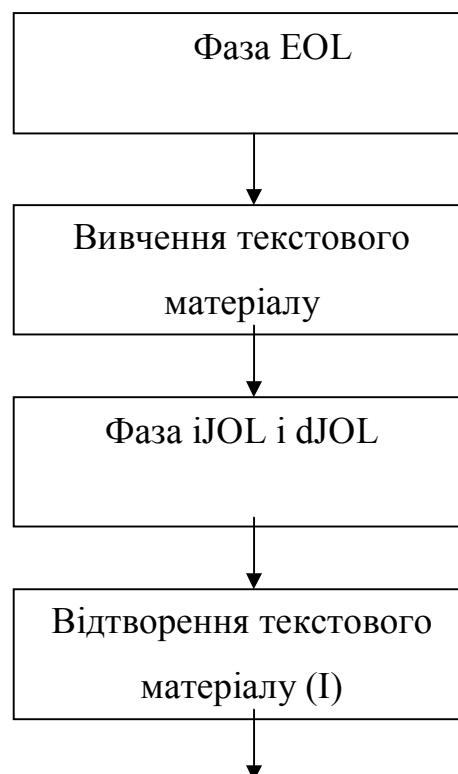 Фаза EOL
Вивчення текстового
матеріалу
Фаза iJOL і dJOL
Відтворення текстового
матеріалу (I)